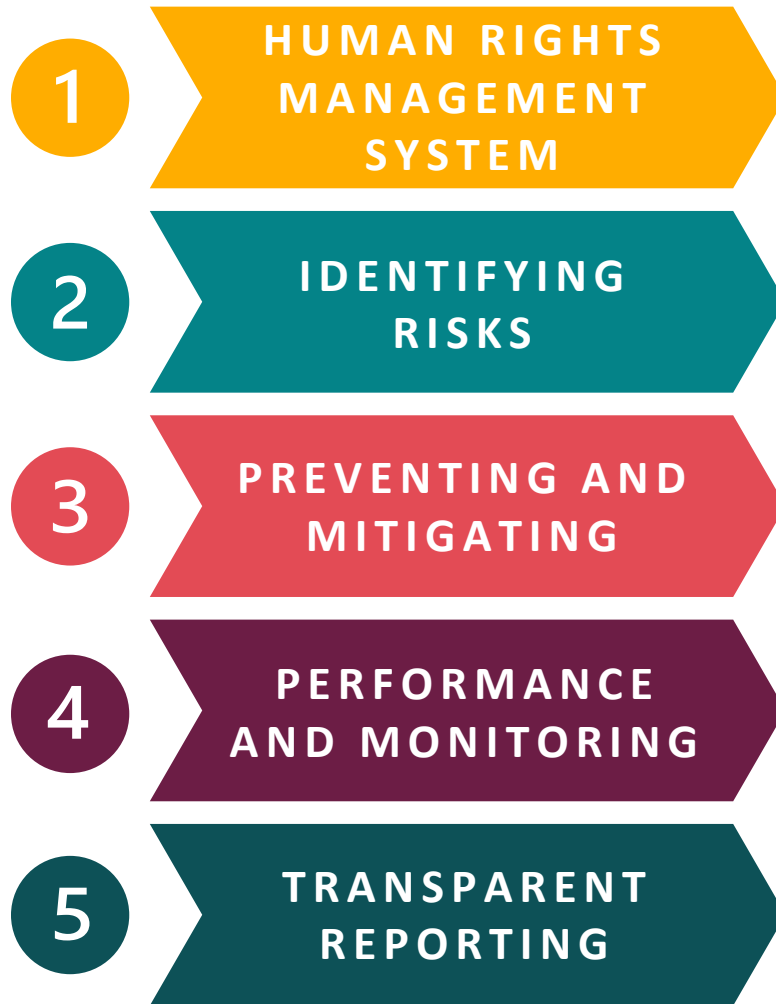 1
HUMAN RIGHTS
MANAGEMENT
SYSTEM
2
IDENTIFYING
RISKS
3
PREVENTING AND
MITIGATING
4
PERFORMANCE
AND MONITORING
5
TRANSPARENT
REPORTING